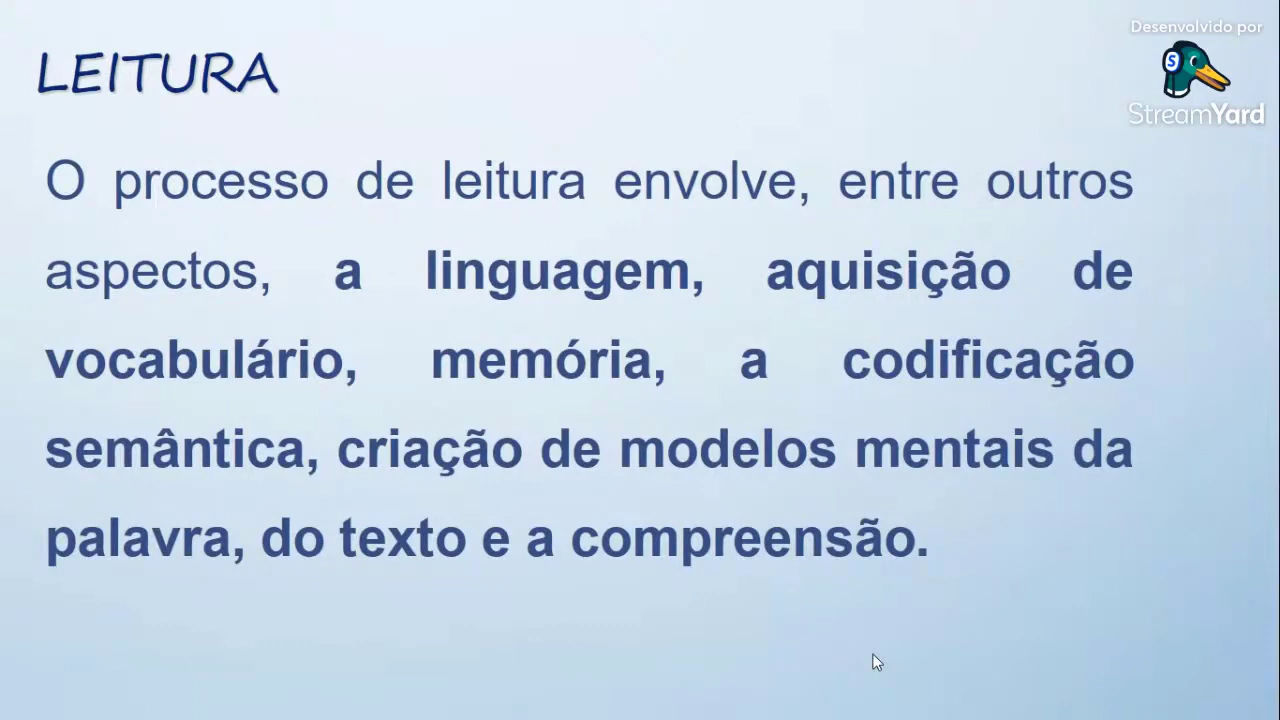 Desenvolvido por
StreamYard
LEITURA
O processo de leitura envolve, entre outros
aspectos, a linguagem, aquisição de
vocabulário, memória, a codificação
semântica, criação de modelos mentais da
palavra, do texto e a compreensão.